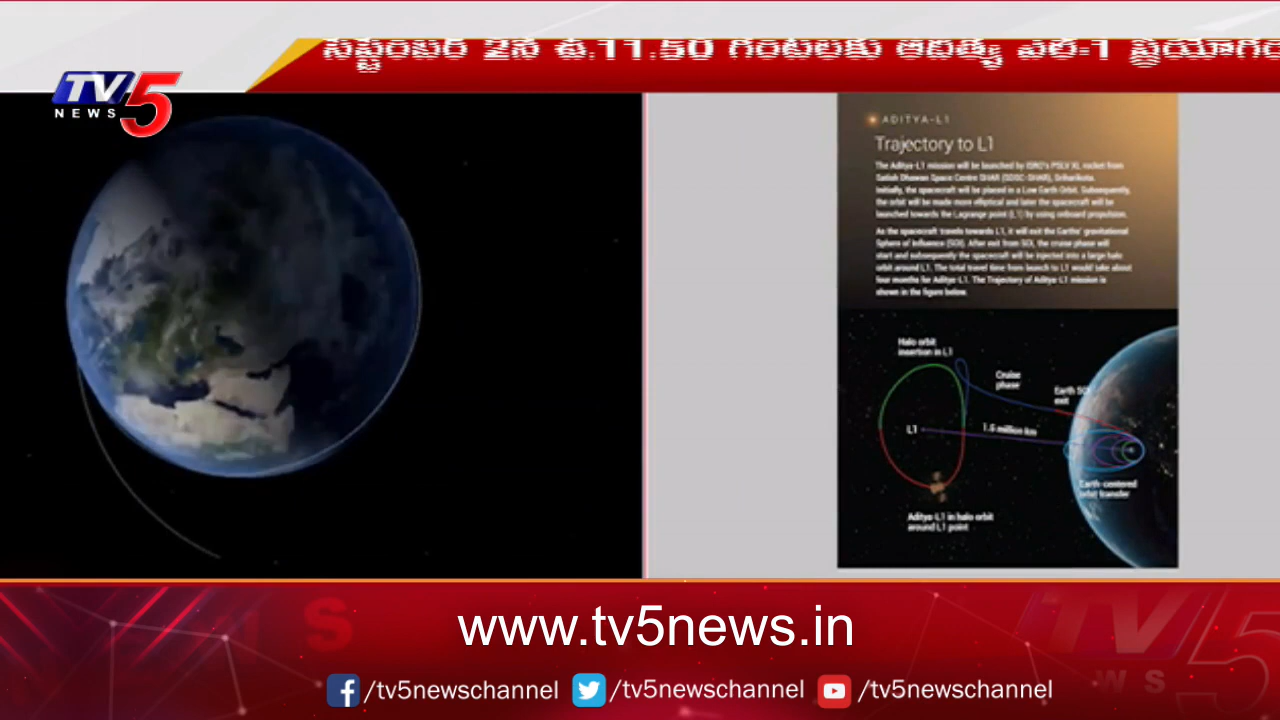 సెప్టెంబర్ 2న ఉ.11.50 గంటలకు ఆదిత్య ఎల్-1
TV5
NEWS
ADITYA-L1
Trajectory to L1
The Aditya-L1 mission will be launched by ISRO's PSLV XL rocket from
Satish Dhawan Space Centre SHAR (SDSC-SHAR), Sriharikota.
Initially, the spacecraft will be placed in a Low Earth Orbit. Subsequently,
the orbit will be made more elliptical and later the spacecraft will be
launched towards the Lagrange point (L1) by using onboard propulsion.
As the spacecraft travels towards L1, it will exit the Earths' gravitational
Sphere of Influence (SOI). After exit from SOI, the cruise phase will
start and subsequently the spacecraft will be injected into a large halo
orbit around L1. The total travel time from launch to L1 would take about
four months for Aditya-L1. The Trajectory of Aditya-L1 mission is
shown in the figure below.
Halo orbit
insertion in L1
Cruise
phase
Earth SOI
exit
L1
1.5 million km
Earth-centered
orbit transfer
Aditya-L1 in halo orbit
around L1 point
www.tv5news.in
/tv5newschannel /tv5newschannel /tv5newschannel